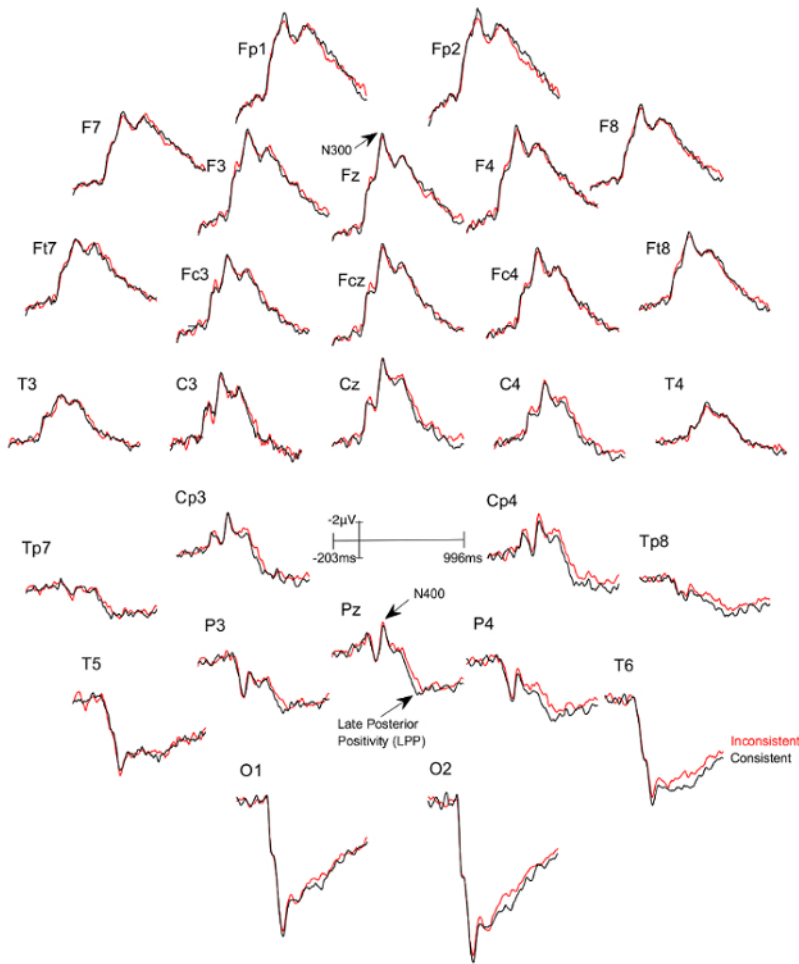 Fp1
Fp2
F7
F3
N300
Fz
F4
F8
Ft7
Fc3
Fcz
Fc4
Ft8
T3
C3
Cz
C4
T4
Tp7
Cp3
-2µV
-203ms
996ms
Cp4
Tp8
T5
P3
Pz
N400
P4
T6
Late Posterior
Positivity (LPP)
Inconsistent
Consistent
O1
O2